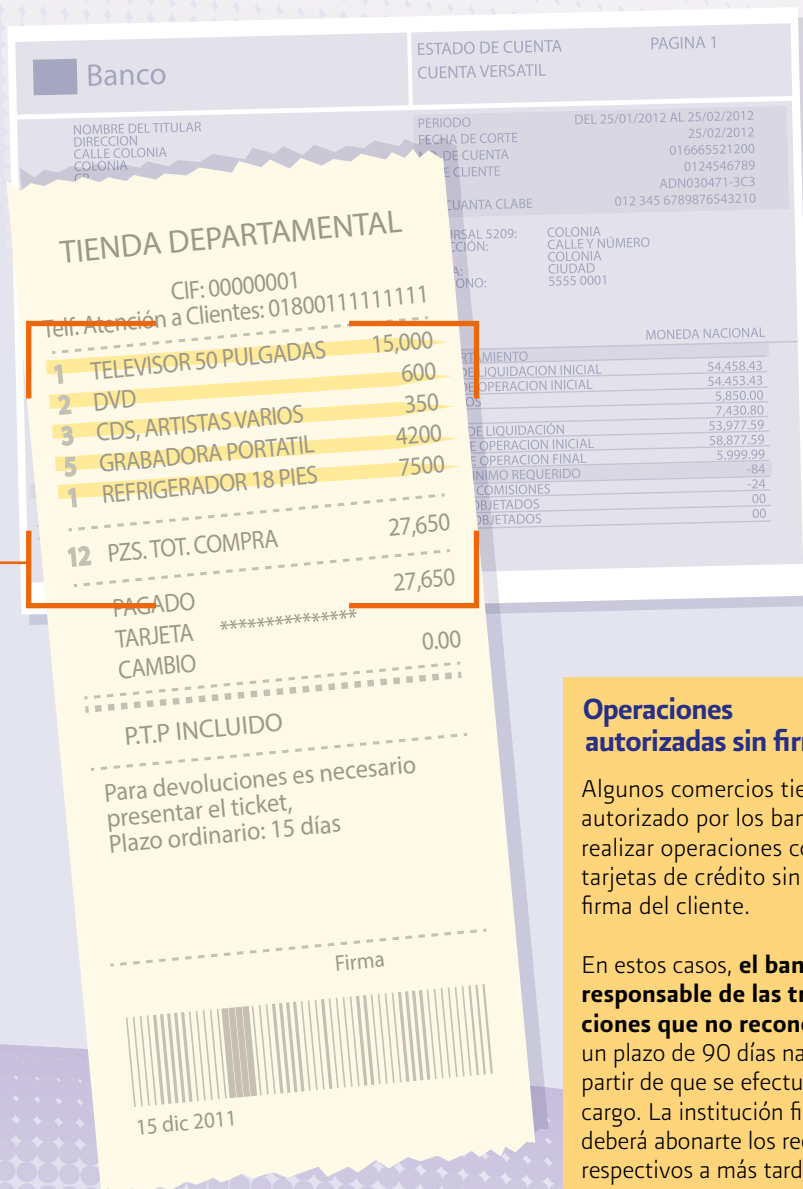 Banco
ESTADO DE CUENTA PAGINA 1
CUENTA VERSATIL
NOMBRE DEL TITULAR
DIRECCION
CALLE COLONIA
COLONIA
PERIODO DEL 25/01/2012 AL 25/02/2012
FECHA DE CORTE 25/02/2012
DE CUENTA 016665521200
CLIENTE 0124546789
ADN030471-3C3
CUANTA CLABE 012 345 6789876543210
5209: COLONIA
CALLE Y NÚMERO
COLONIA
CIUDAD
5555 0001
MONEDA NACIONAL
LIQUIDACION INICIAL 54,458.43
OPERACION INICIAL 54.453.43
5,850.00
7,430.80
DE LIQUIDACIÓN 53,977.59
OPERACION INICIAL 58,877.59
OPERACION FINAL 5.999.99
REQUERIDO -84
COMISIONES -24
00
00
TIENDA DEPARTAMENTAL
CIF: 00000001
Telf. Atención a Clientes: 01800111111111
1 TELEVISOR 50 PULGADAS 15,000
2 DVD 600
3 CDS, ARTISTAS VARIOS 350
5 GRABADORA PORTATIL 4200
1 REFRIGERADOR 18 PIES 7500
12 PZS. TOT. COMPRA 27,650
PAGADO 27,650
TARJETA ***************
CAMBIO 0.00
P.T.P INCLUIDO
Para devoluciones es necesario
presentar el ticket,
Plazo ordinario: 15 días
Firma
15 dic 2011
Operaciones
autorizadas sin
Algunos comercios
autorizado por los
realizar operaciones
tarjetas de crédito sin
firma del cliente.
En estos casos, el
responsable de las
ciones que no
un plazo de 90 días
partir de que se
cargo. La institución
deberá abonarte los
respectivos a más